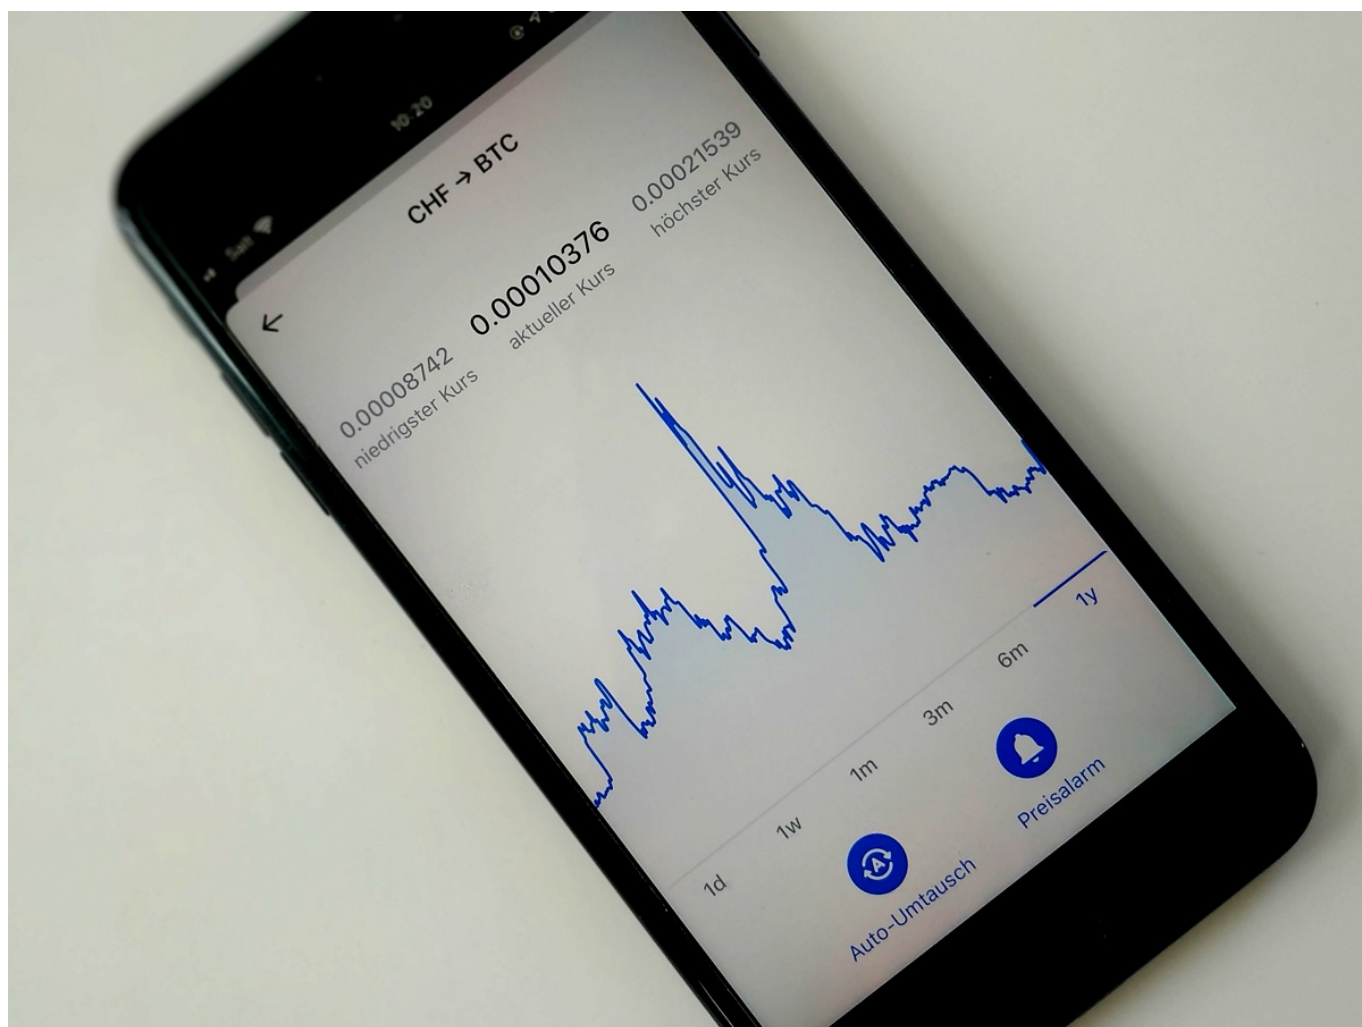 10:20
Salt
CHF → BTC
0.00008742
niedrigster Kurs
0.00010376
aktueller Kurs
0.00021539
höchster Kurs
1d
1w
1m
3m
6m
1y
Auto-Umtausch
Preisalarm